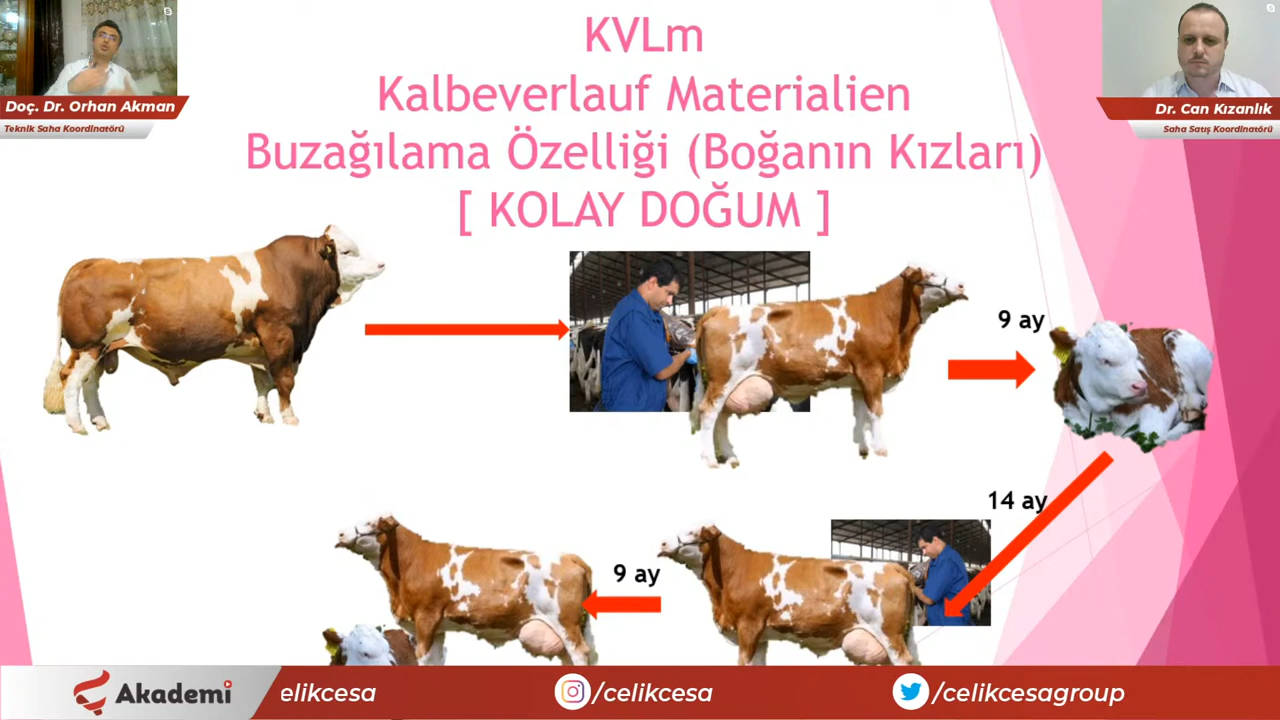 Doç. Dr. Orhan Akman
Teknik Saha Koordinatörü
KVLm
Kalbeverlauf Materialien
Buzağılama Özelliği (Boğanın Kızları)
[ KOLAY DOĞUM ]
Dr. Can Kızanlık
Saha Satış Koordinatörü
9 ay
14 ay
9 ay
Akademi
elikcesa
/celikcesa
/celikcesagroup